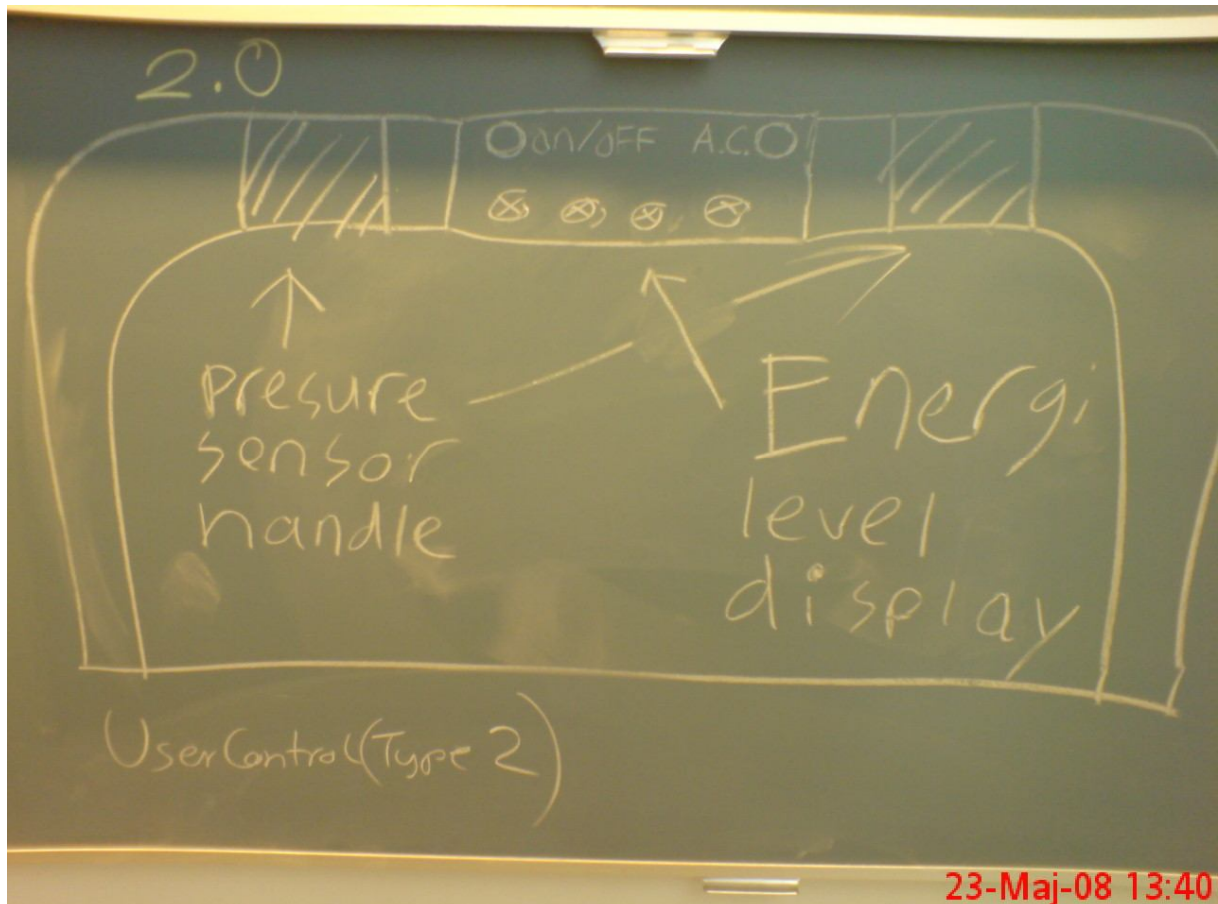 2.0
on/OFF A.C.
presure
sensor
handle
Energi
level
display
UserControl(Type 2)
23-Maj-08 13:40